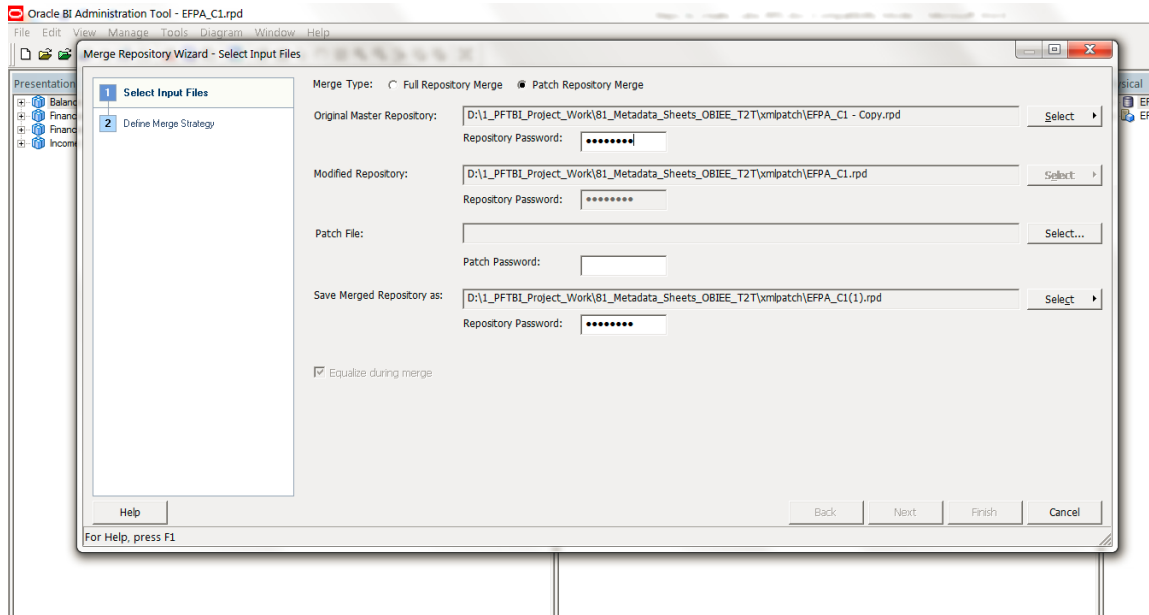 Oracle BI Administration Tool - EFPA_C1.rpd
File Edit View Manage Tools Diagram Window Help
Merge Repository Wizard - Select Input Files
Presentation
Balanc
Financ
Financ
Incom
sical
EF
EF
1 Select Input Files
2 Define Merge Strategy
Merge Type: Full Repository Merge Patch Repository Merge
Original Master Repository: D:\1_PFTBI_Project_Work\81_Metadata_Sheets_OBIEE_T2T\xmlpatch\EFPA_C1 - Copy.rpd Select
Repository Password: ••••••••
Modified Repository: D:\1_PFTBI_Project_Work\81_Metadata_Sheets_OBIEE_T2T\xmlpatch\EFPA_C1.rpd Select
Repository Password: ••••••••
Patch File: Select...
Patch Password:
Save Merged Repository as: D:\1_PFTBI_Project_Work\81_Metadata_Sheets_OBIEE_T2T\xmlpatch\EFPA_C1(1).rpd Select
Repository Password: ••••••••
Equalize during merge
Help Back Next Finish Cancel
For Help, press F1